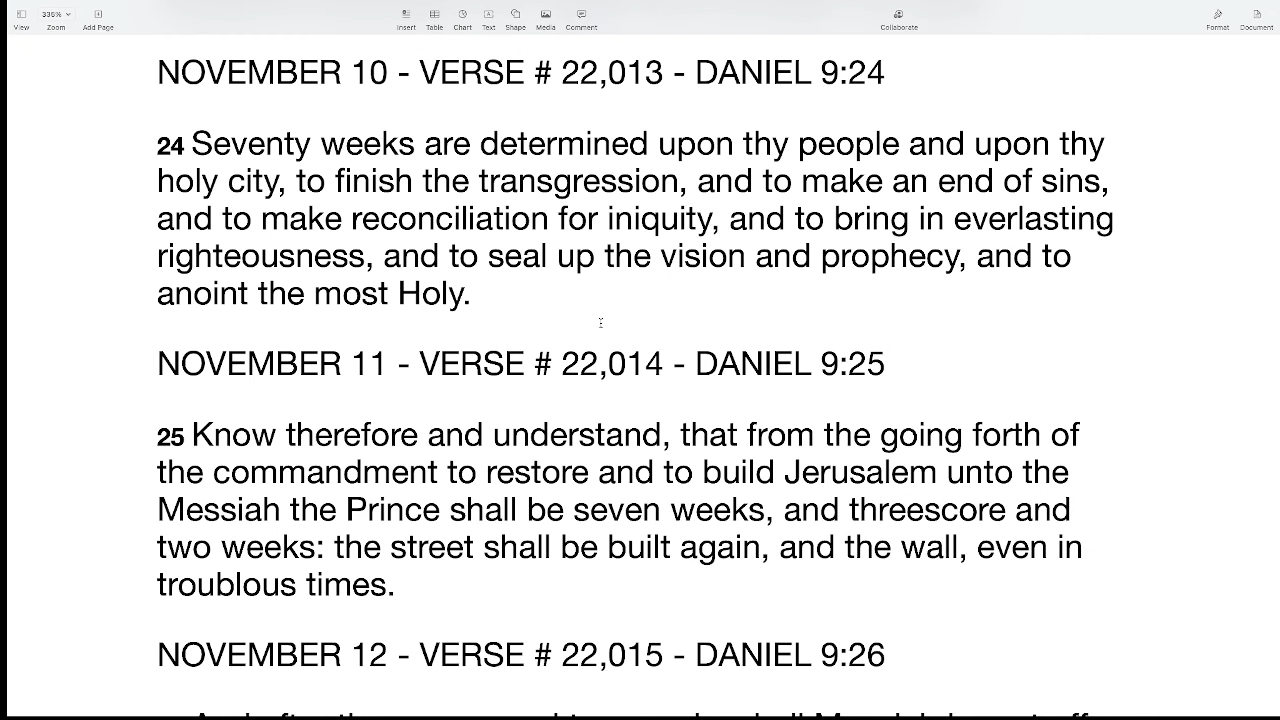 335%
View Zoom Add Page Insert Table Chart Text Shape Media Comment Collaborate Format Document
NOVEMBER 10 - VERSE # 22,013 - DANIEL 9:24
24 Seventy weeks are determined upon thy people and upon thy
holy city, to finish the transgression, and to make an end of sins,
and to make reconciliation for iniquity, and to bring in everlasting
righteousness, and to seal up the vision and prophecy, and to
anoint the most Holy.
NOVEMBER 11 - VERSE # 22,014 - DANIEL 9:25
25 Know therefore and understand, that from the going forth of
the commandment to restore and to build Jerusalem unto the
Messiah the Prince shall be seven weeks, and threescore and
two weeks: the street shall be built again, and the wall, even in
troublous times.
NOVEMBER 12 - VERSE # 22,015 - DANIEL 9:26